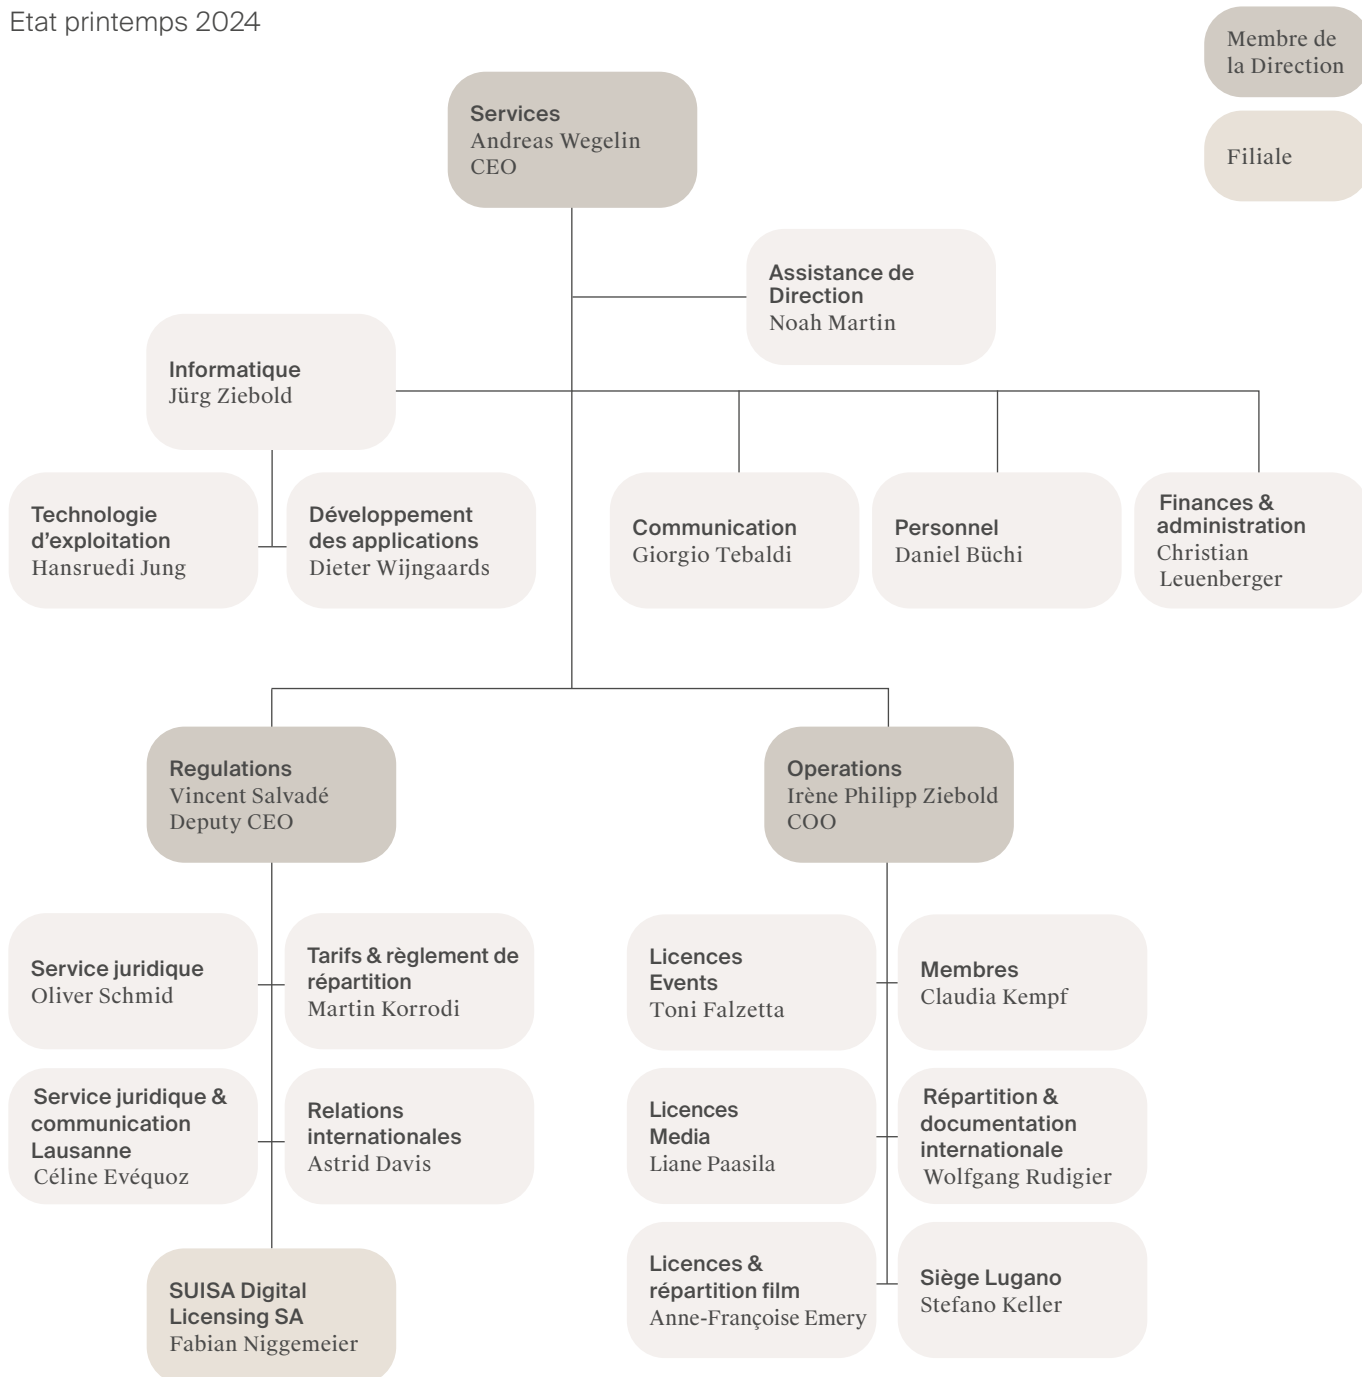 Etat printemps 2024
Membre de
la Direction
Filiale
Services
Andreas Wegelin
CEO
Assistance de
Direction
Noah Martin
Informatique
Jürg Ziebold
Technologie
d'exploitation
Hansruedi Jung
Développement
des applications
Dieter Wijngaards
Communication
Giorgio Tebaldi
Personnel
Daniel Büchi
Finances &
administration
Christian
Leuenberger
Regulations
Vincent Salvadé
Deputy CEO
Operations
Irène Philipp Ziebold
COO
Service juridique
Oliver Schmid
Tarifs & règlement de
répartition
Martin Korrodi
Licences
Events
Toni Falzetta
Membres
Claudia Kempf
Service juridique &
communication
Lausanne
Céline Evéquoz
Relations
internationales
Astrid Davis
Licences
Media
Liane Paasila
Répartition &
documentation
internationale
Wolfgang Rudigier
SUISA Digital
Licensing SA
Fabian Niggemeier
Licences &
répartition film
Anne-Françoise Emery
Siège Lugano
Stefano Keller